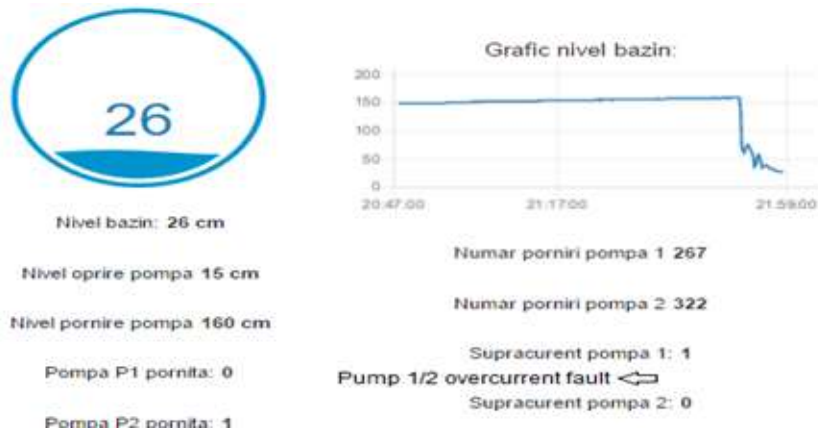 26
Nivel bazin: 26 cm
Nivel oprire pompa 15 cm
Nivel pornire pompa 160 cm
Pompa P1 pornita: 0
Pompa P2 pornita: 1
Grafic nivel bazin:
200
150
100
50
0
20:47:00 21:17:00 21:59:00
Numar porniri pompa 1 267
Numar porniri pompa 2 322
Supracurent pompa 1: 1
Pump 1/2 overcurrent fault
Supracurent pompa 2: 0